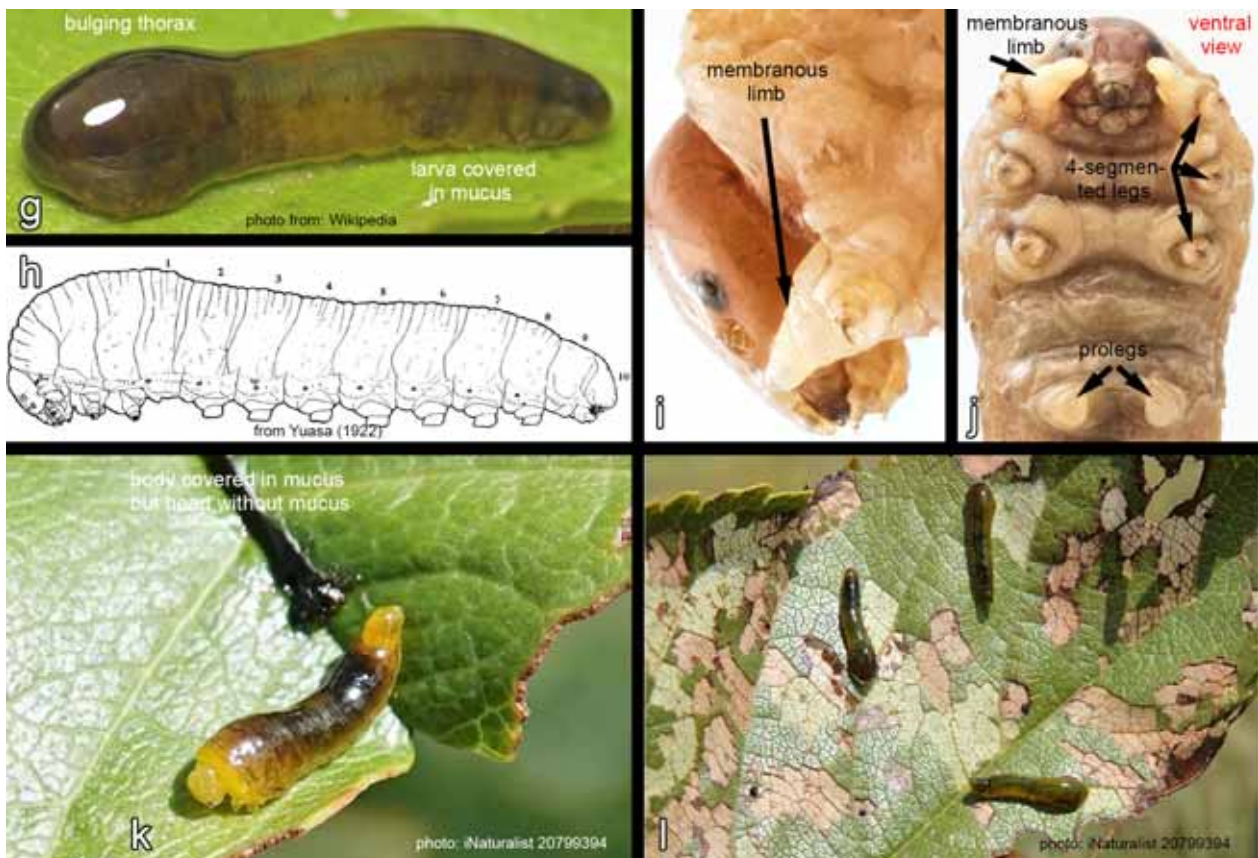 bulging thorax
larva covered
in mucus
photo from: Wikipedia
g
h
1 2 3 4 5 6 7 8 9 10
from Yuasa (1922)
membranous
limb
i
membranous
limb
ventral
view
4-segmen-
ted legs
prolegs
j
body covered in mucus
but head without mucus
k
photo: iNaturalist 20799394
l
photo: iNaturalist 20799394